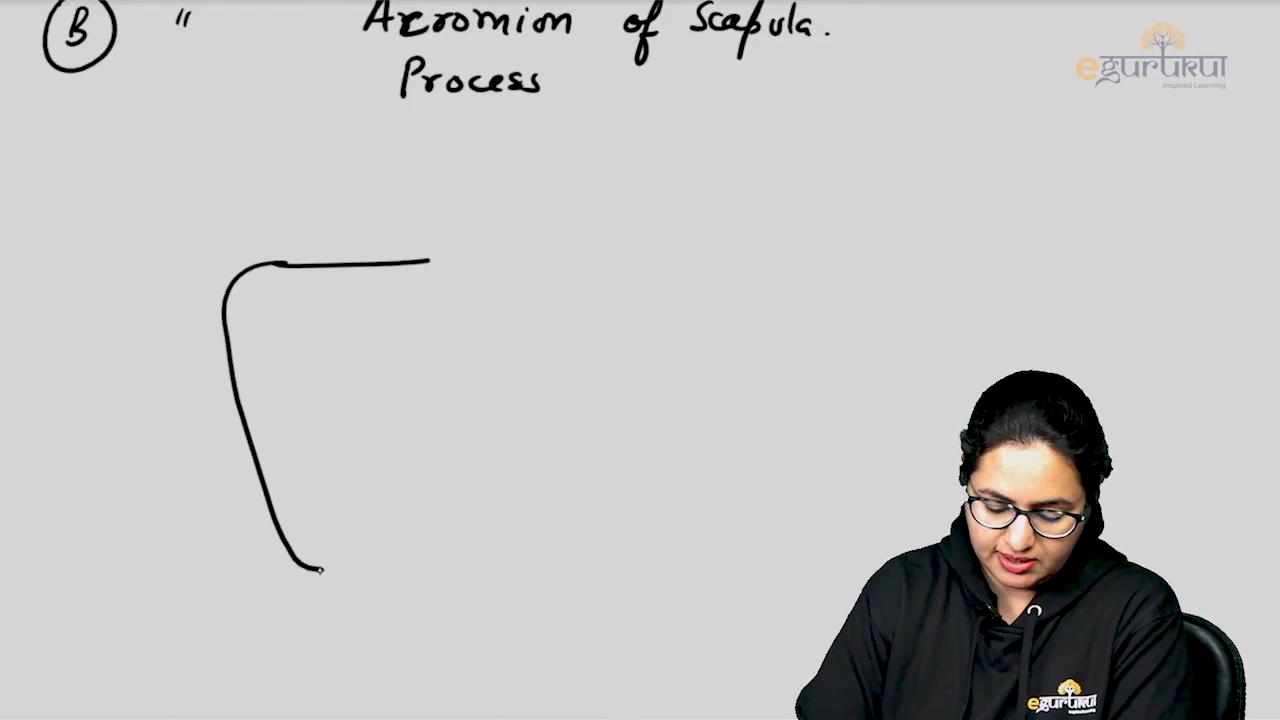 B " Acromion of Scapula.
Process
egurukul
Inspired Learning
egurukul